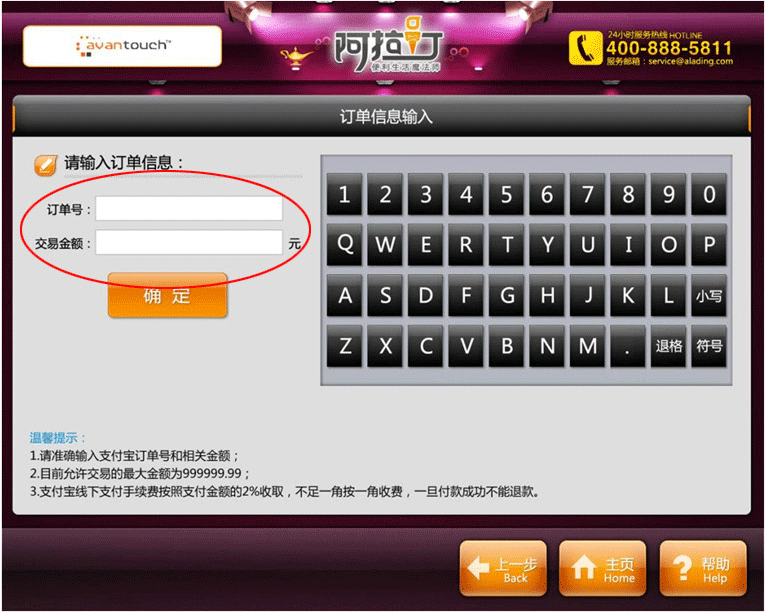 avantouch™
阿拉订
便利生活魔法师
24小时服务热线 HOTLINE
400-888-5811
服务邮箱：service@alading.com
订单信息输入
请输入订单信息：
订单号：
交易金额： 元
确 定
1 2 3 4 5 6 7 8 9 0
Q W E R T Y U I O P
A S D F G H J K L 小写
Z X C V B N M . 退格 符号
温馨提示：
1.请准确输入支付宝订单号和相关金额；
2.目前允许交易的最大金额为999999.99；
3.支付宝线下支付手续费按照支付金额的2%收取，不足一角按一角收费，一旦付款成功不能退款。
上一步
Back
主页
Home
帮助
Help